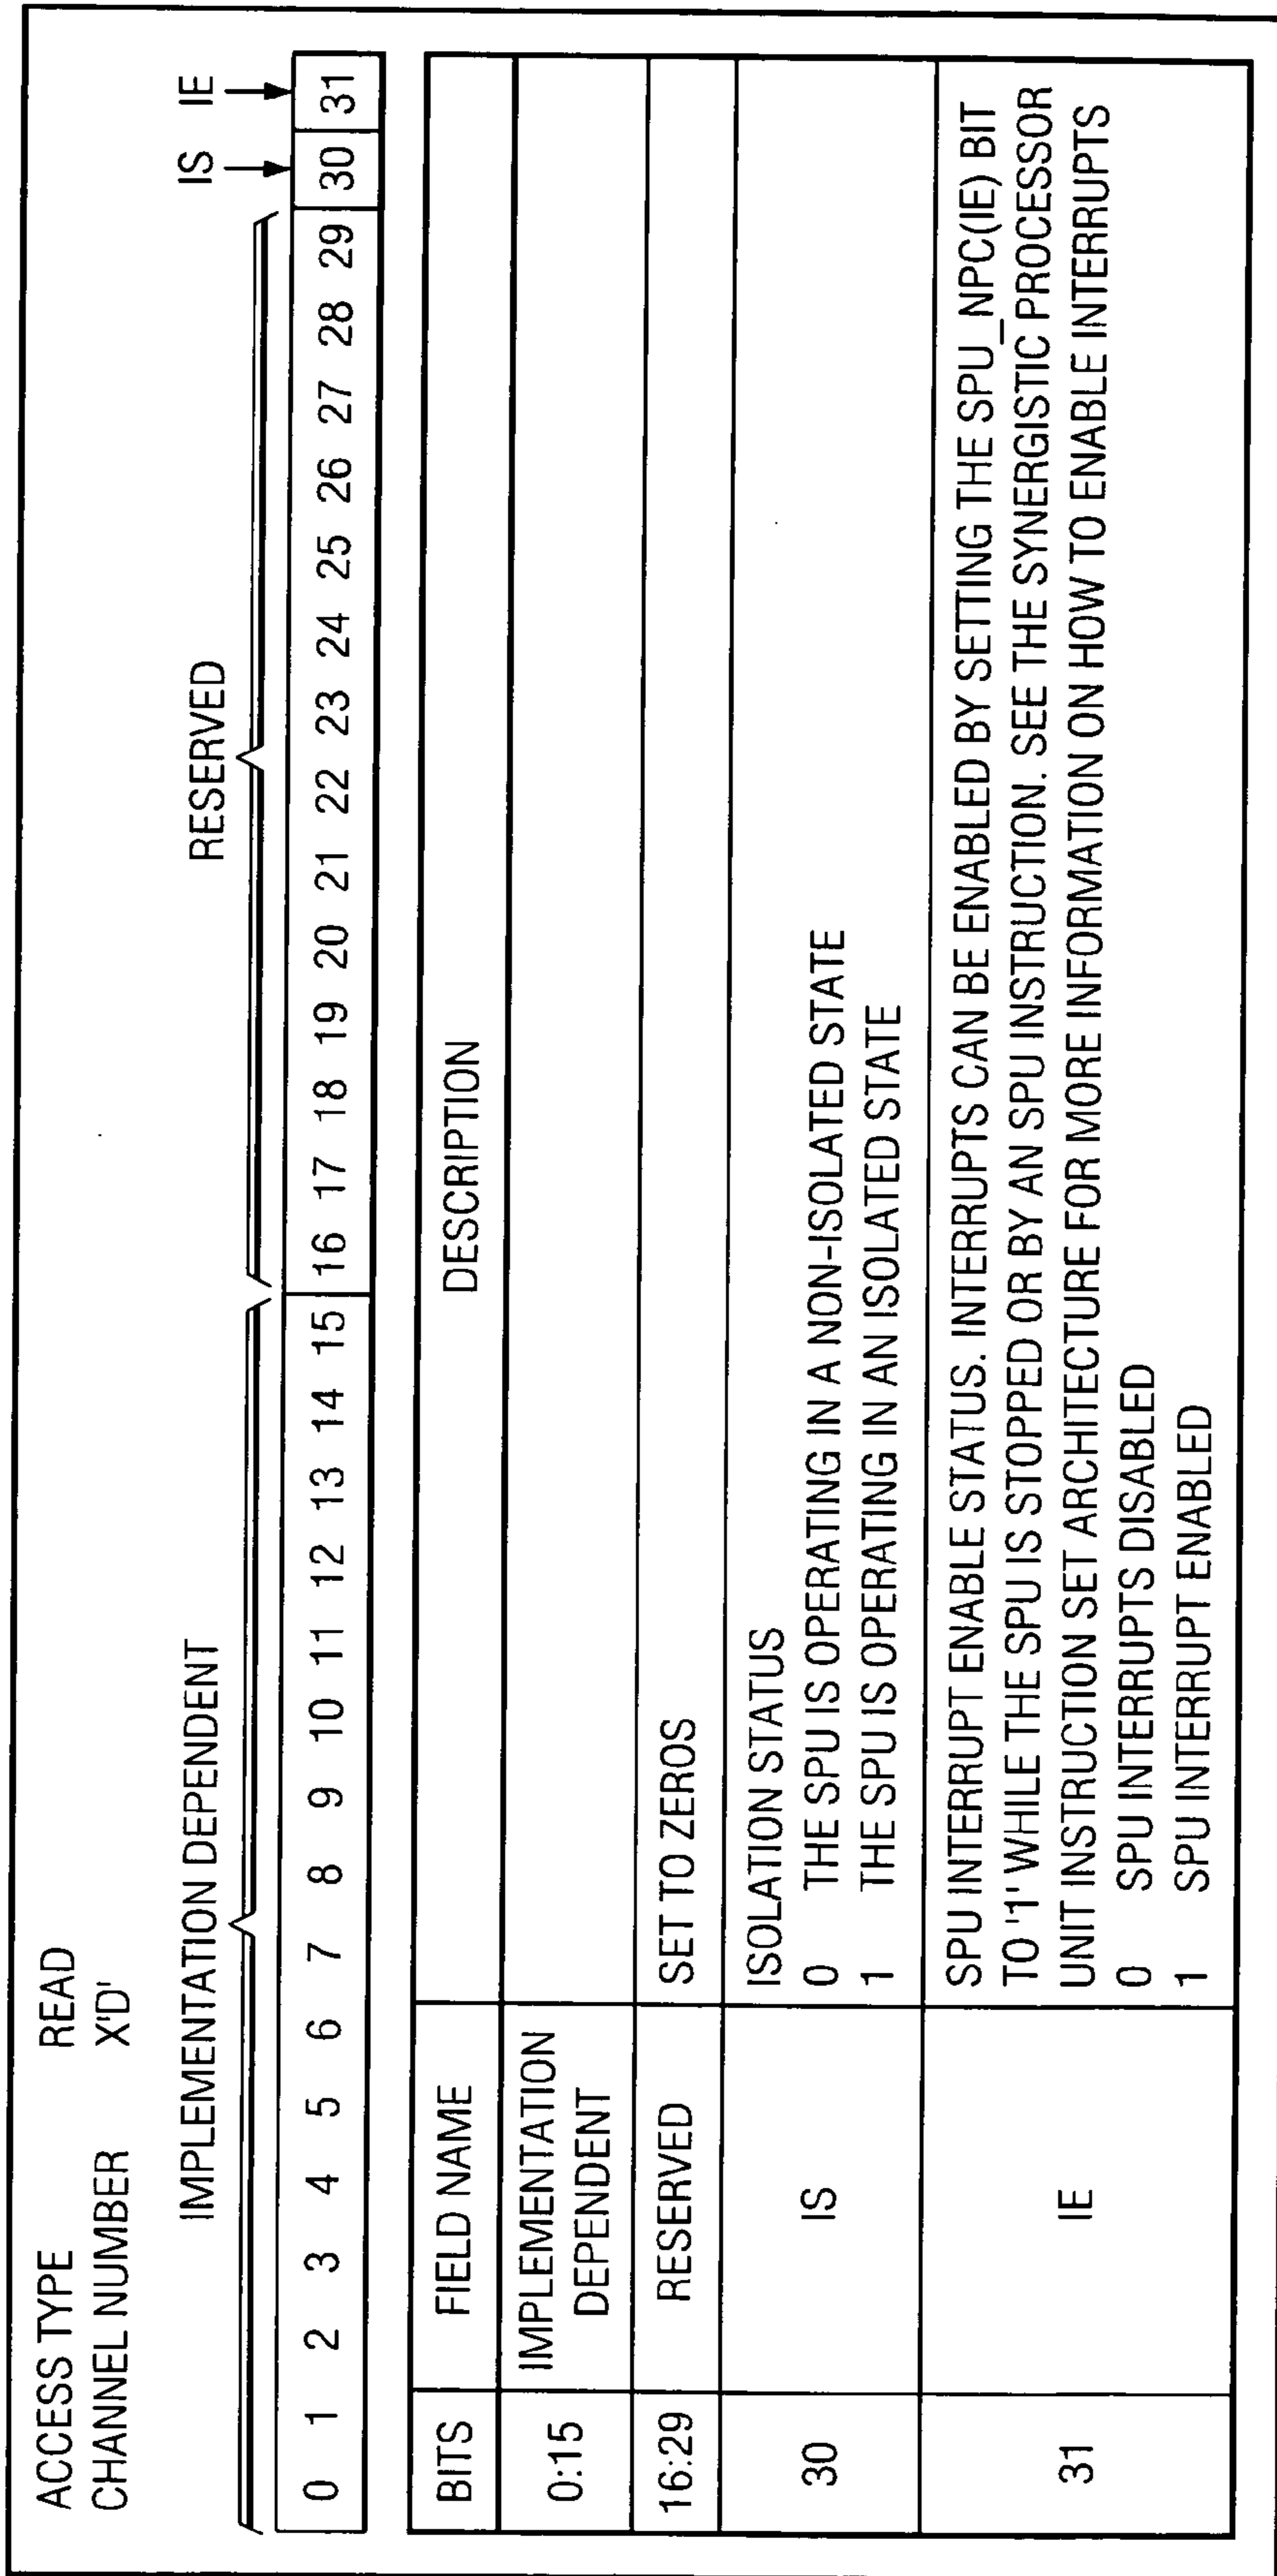 ACCESS TYPE READ
CHANNEL NUMBER X'D'
IMPLEMENTATION DEPENDENT RESERVED IS IE
0 1 2 3 4 5 6 7 8 9 10 11 12 13 14 15 16 17 18 19 20 21 22 23 24 25 26 27 28 29 30 31
BITS FIELD NAME DESCRIPTION
0:15 IMPLEMENTATION
DEPENDENT
16:29 RESERVED SET TO ZEROS
30 IS ISOLATION STATUS
0 THE SPU IS OPERATING IN A NON-ISOLATED STATE
1 THE SPU IS OPERATING IN AN ISOLATED STATE
31 IE SPU INTERRUPT ENABLE STATUS. INTERRUPTS CAN BE ENABLED BY SETTING THE SPU_NPC(IE) BIT
TO '1' WHILE THE SPU IS STOPPED OR BY AN SPU INSTRUCTION. SEE THE SYNERGISTIC PROCESSOR
UNIT INSTRUCTION SET ARCHITECTURE FOR MORE INFORMATION ON HOW TO ENABLE INTERRUPTS
0 SPU INTERRUPTS DISABLED
1 SPU INTERRUPT ENABLED